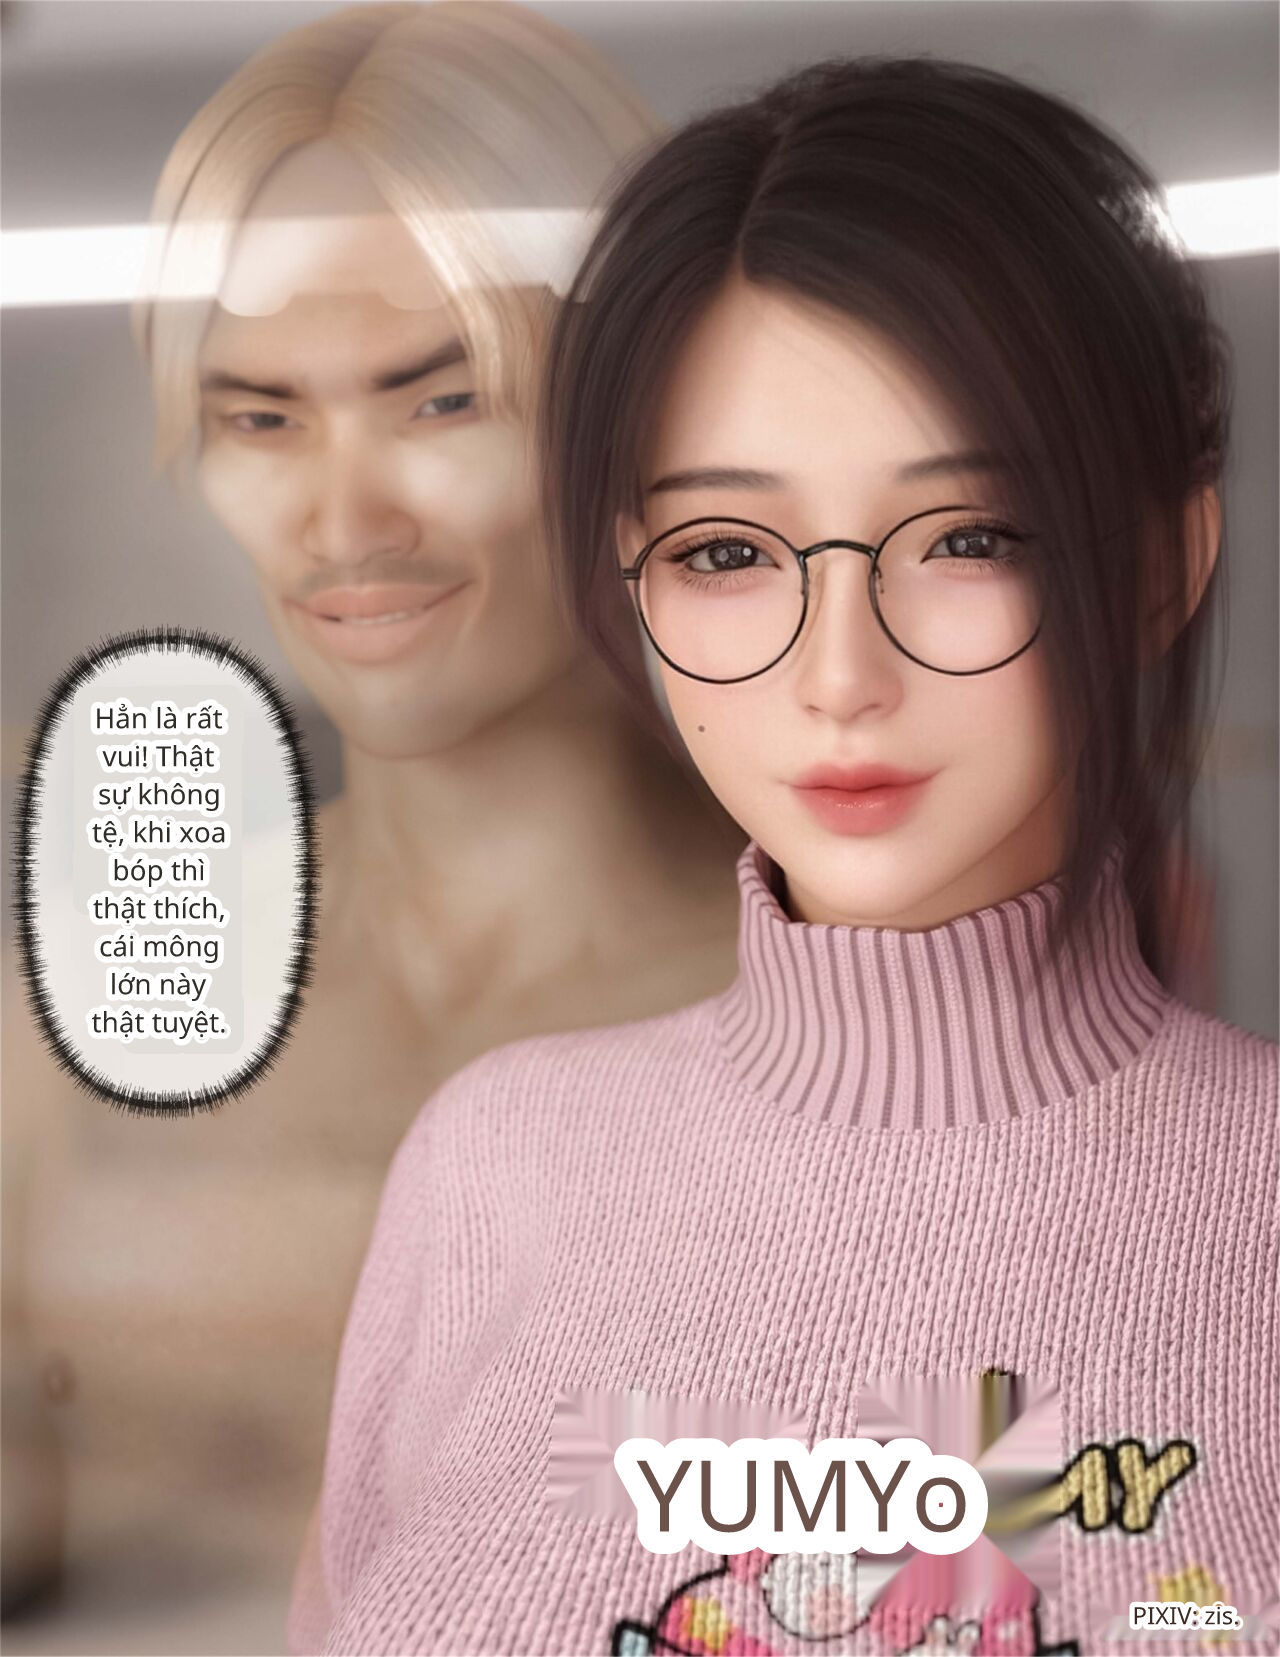 Hẳn là rất
vui! Thật
sự không
tệ, khi xoa
bóp thì
thật thích,
cái mông
lớn này
thật tuyệt.
YUMYo
PIXIV: zis.